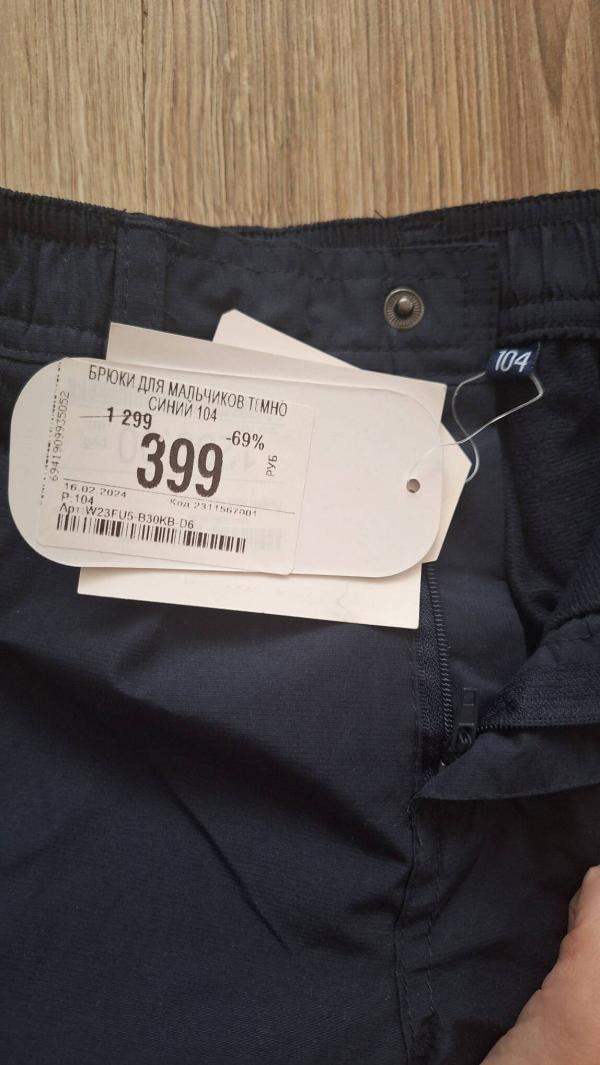 104
БРЮКИ ДЛЯ МАЛЬЧИКОВ ТЕМНО
СИНИЙ 104
1 299
-69%
399
РУБ
16.02.2024
Код 2311567001
Р.104
Арт.W23FU5-B30KB-D6
6941909935052